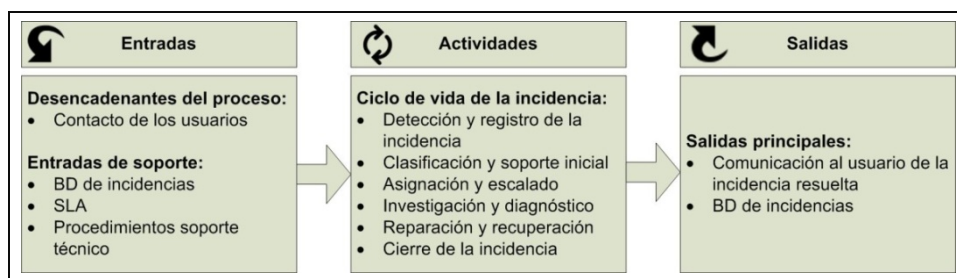 Entradas
Desencadenantes del proceso:
• Contacto de los usuarios
Entradas de soporte:
• BD de incidencias
• SLA
• Procedimientos soporte
técnico
Actividades
Ciclo de vida de la incidencia:
• Detección y registro de la
incidencia
• Clasificación y soporte inicial
• Asignación y escalado
• Investigación y diagnóstico
• Reparación y recuperación
• Cierre de la incidencia
Salidas
Salidas principales:
• Comunicación al usuario de la
incidencia resuelta
• BD de incidencias